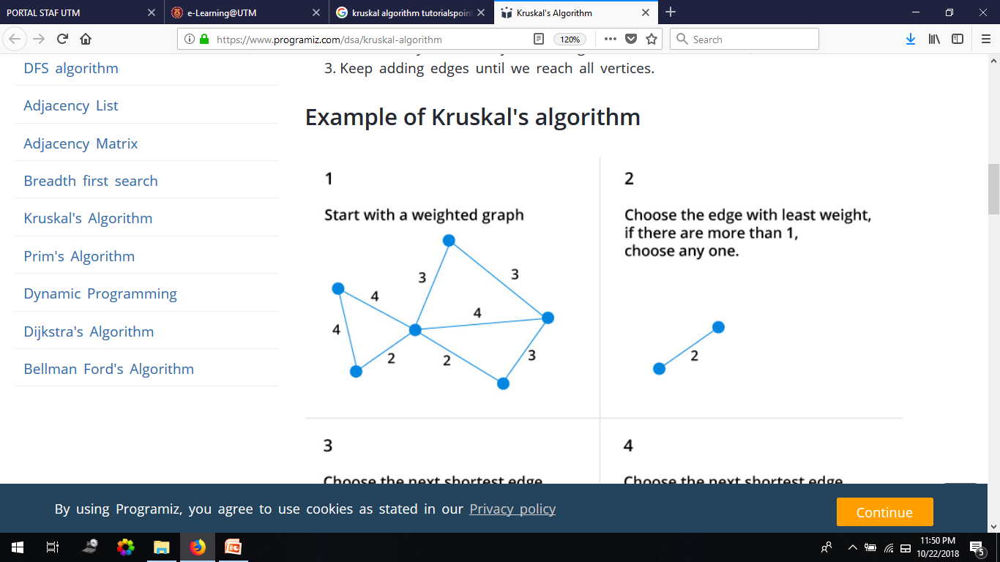 PORTAL STAF UTM
e-Learning@UTM
kruskal algorithm tutorialspoin
Kruskal's Algorithm
https://www.programiz.com/dsa/kruskal-algorithm
120%
Search
DFS algorithm
Adjacency List
Adjacency Matrix
Breadth first search
Kruskal's Algorithm
Prim's Algorithm
Dynamic Programming
Dijkstra's Algorithm
Bellman Ford's Algorithm
3. Keep adding edges until we reach all vertices.
Example of Kruskal's algorithm
1
Start with a weighted graph
3
3
4
4
4
2
2
3
2
Choose the edge with least weight,
if there are more than 1,
choose any one.
2
3
Choose the next shortest edge
4
Choose the next shortest edge
By using Programiz, you agree to use cookies as stated in our Privacy policy
Continue
11:50 PM
10/22/2018
5